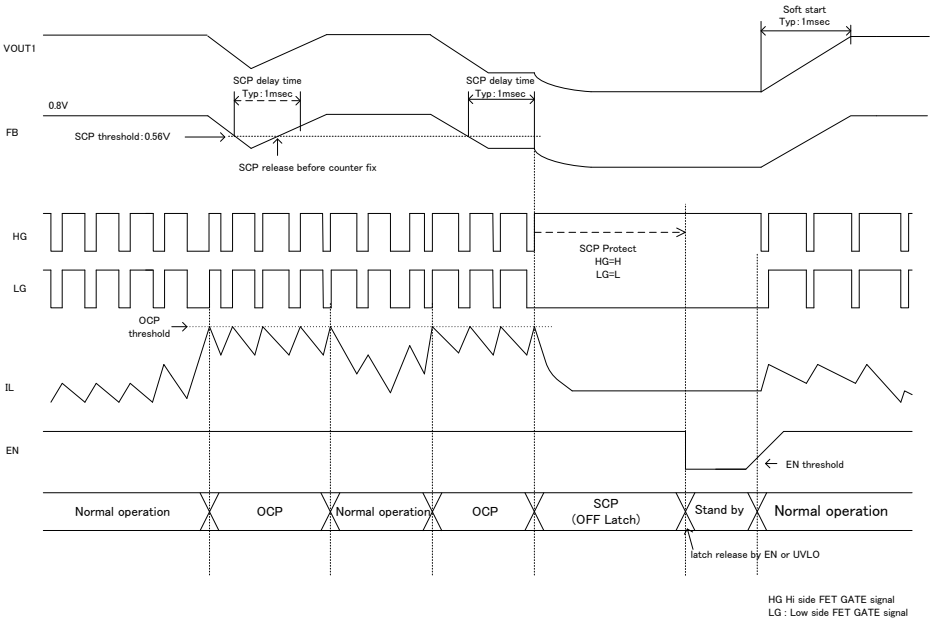 Soft start
Typ:1msec
VOUT1
SCP delay time
Typ:1msec
SCP delay time
Typ:1msec
0.8V
FB
SCP threshold:0.56V
SCP release before counter fix
HG
SCP Protect
HG=H
LG=L
LG
OCP
threshold
IL
EN
EN threshold
Normal operation
OCP
Normal operation
OCP
SCP
(OFF Latch)
Stand by
Normal operation
latch release by EN or UVLO
HG Hi side FET GATE signal
LG : Low side FET GATE signal